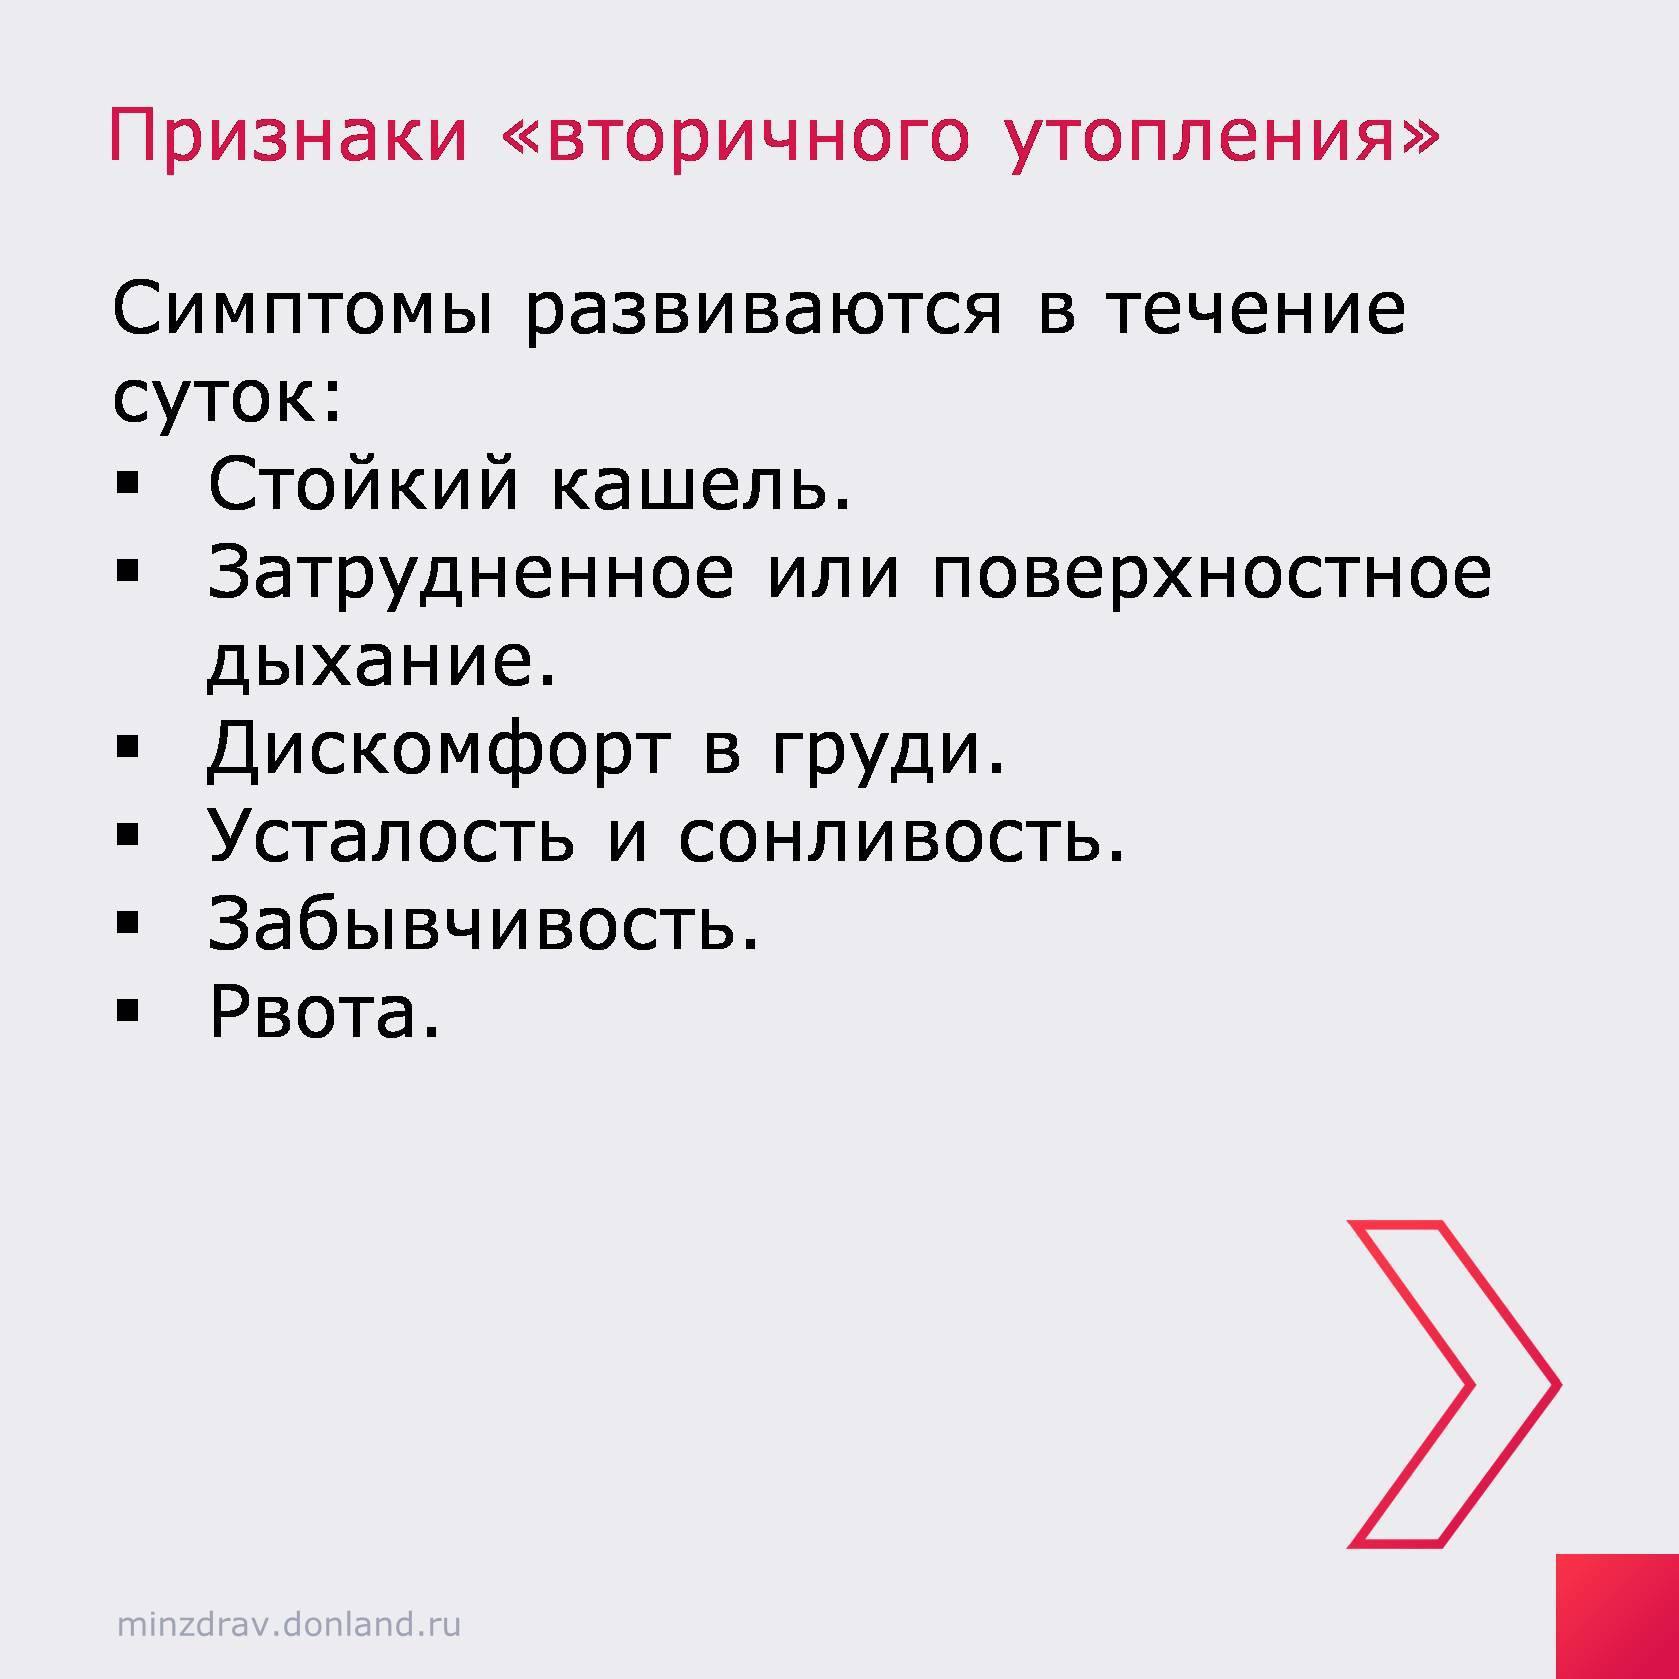 Признаки «вторичного утопления»
Симптомы развиваются в течение
суток:
▪ Стойкий кашель.
▪ Затрудненное или поверхностное
дыхание.
▪ Дискомфорт в груди.
▪ Усталость и сонливость.
▪ Забывчивость.
▪ Рвота.
minzdrav.donland.ru